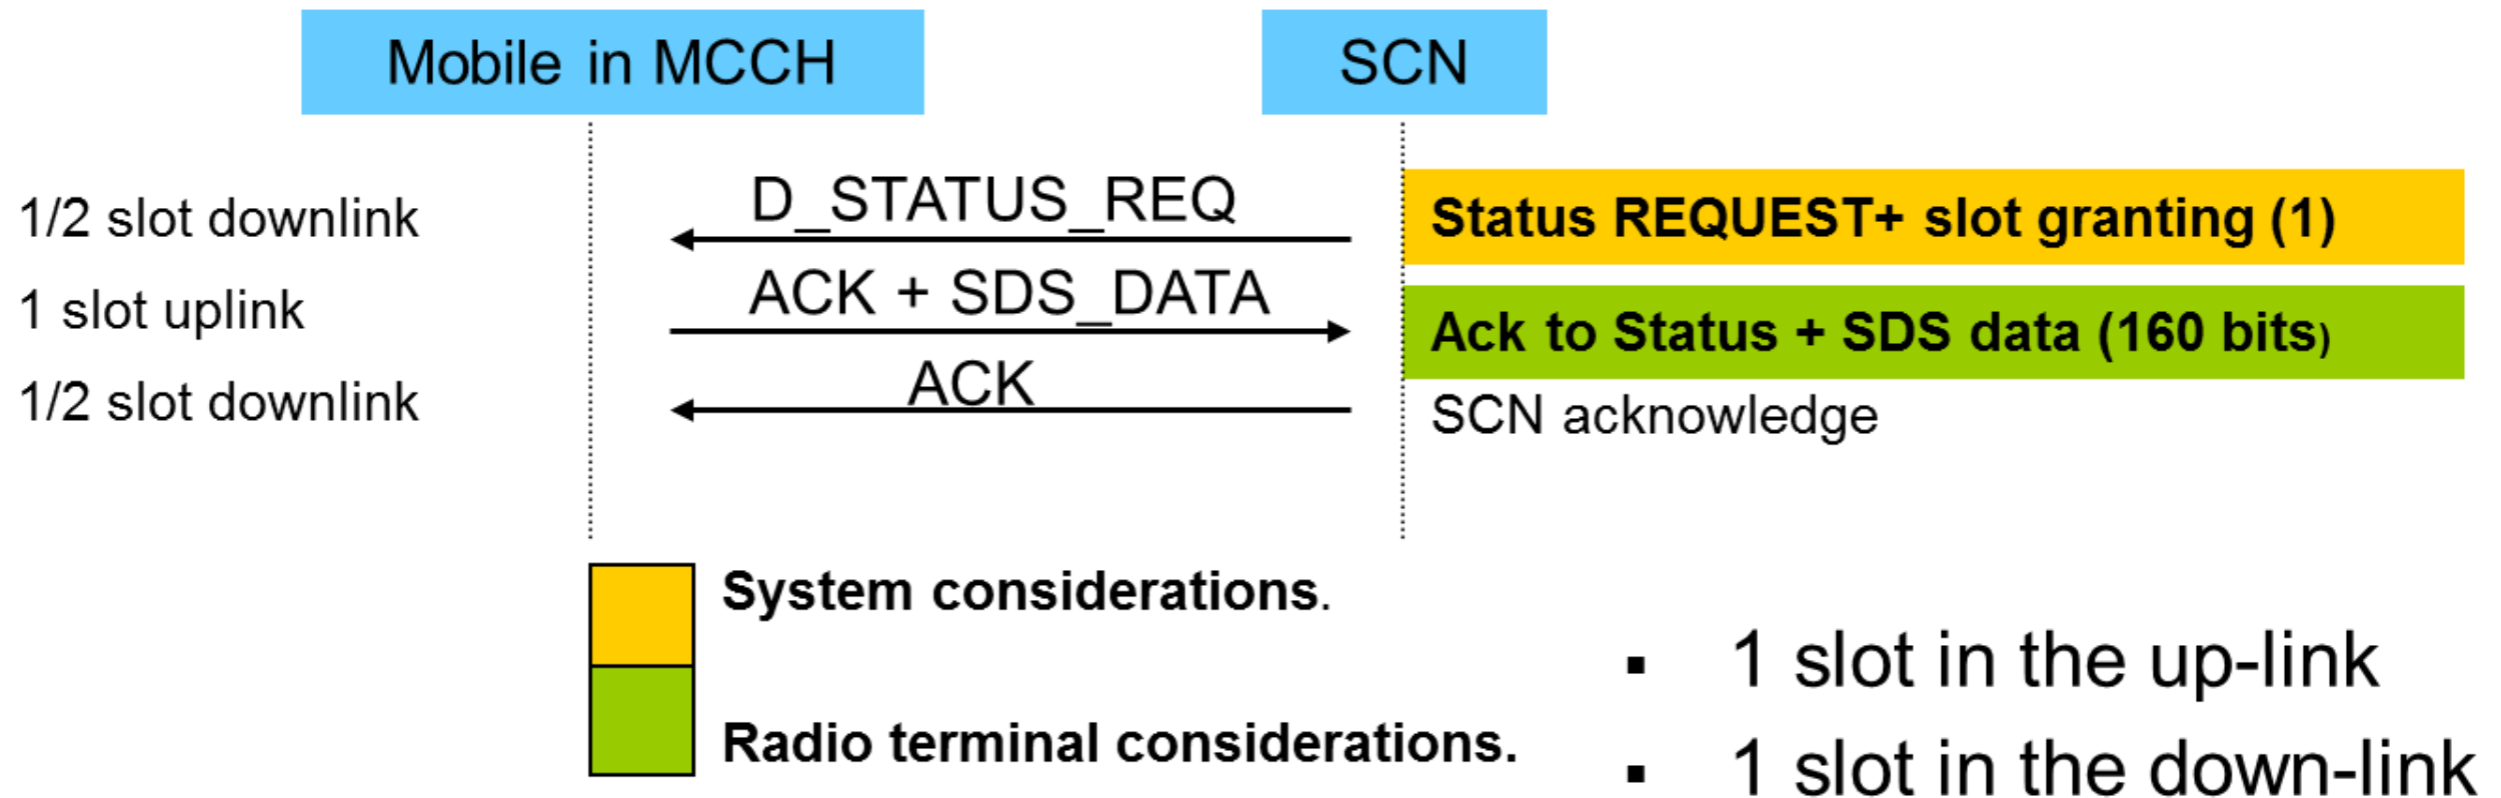 Mobile in MCCH
SCN
1/2 slot downlink
D_STATUS_REQ
Status REQUEST+ slot granting (1)
1 slot uplink
ACK + SDS_DATA
Ack to Status + SDS data (160 bits)
1/2 slot downlink
ACK
SCN acknowledge
System considerations.
Radio terminal considerations.
▪ 1 slot in the up-link
▪ 1 slot in the down-link